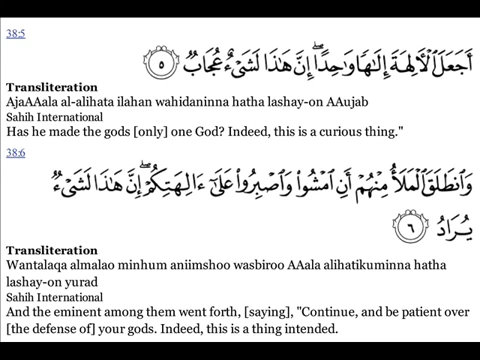 38:5
أَجَعَلَ ٱلْأَلِهَةَ إِلَٰهًا وَٰحِدًا ۖ إِنَّ هَٰذَا لَشَىْءٌ عُجَابٌ ٥
Transliteration
AjaAAala al-alihata ilahan wahidaninna hatha lashay-on AAujab
Sahih International
Has he made the gods [only] one God? Indeed, this is a curious thing."
38:6
وَٱنطَلَقَ ٱلْمَلَأُ مِنْهُمْ أَنِ ٱمْشُوا۟ وَٱصْبِرُوا۟ عَلَىٰٓ ءَالِهَتِكُمْ ۖ إِنَّ هَٰذَا لَشَىْءٌ
يُرَادُ ٦
Transliteration
Wantalaqa almalao minhum aniimshoo wasbiroo AAala alihatikuminna hatha
lashay-on yurad
Sahih International
And the eminent among them went forth, [saying], "Continue, and be patient over
[the defense of] your gods. Indeed, this is a thing intended.